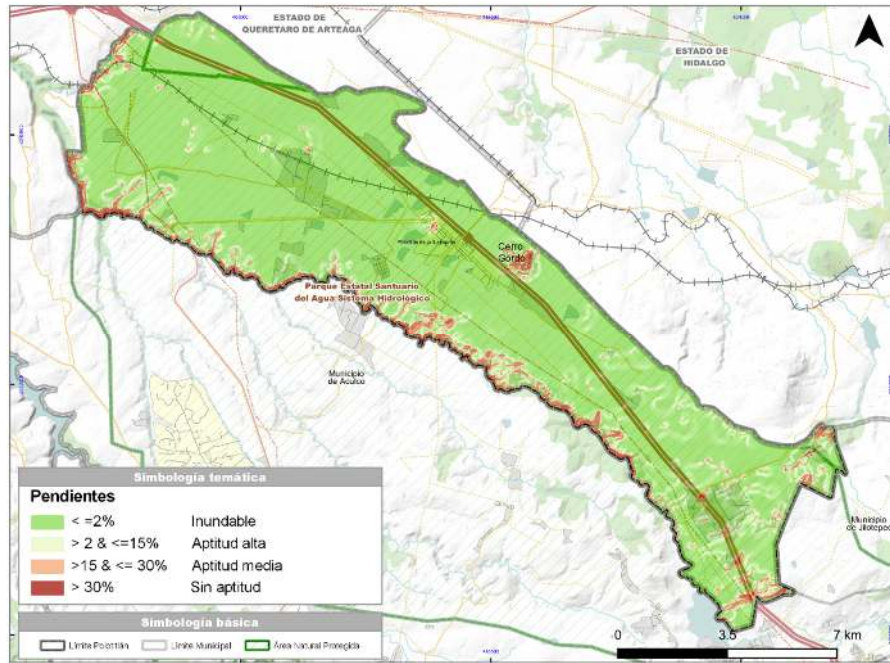 ESTADO DE
QUERETARO DE ARTEAGA
ESTADO DE
HIDALGO
Cerro
Gordo
Parque Estatal Santuario
del Agua Sistema Hidrológico
Municipio
de Aculco
Municipio
de Jilotepec
Simbología temática
Pendientes
< =2% Inundable
> 2 & <=15% Aptitud alta
>15 & <= 30% Aptitud media
> 30% Sin aptitud
Simbología básica
Límite Polotitlán Límite Municipal Área Natural Protegida
0 3.5 7 km